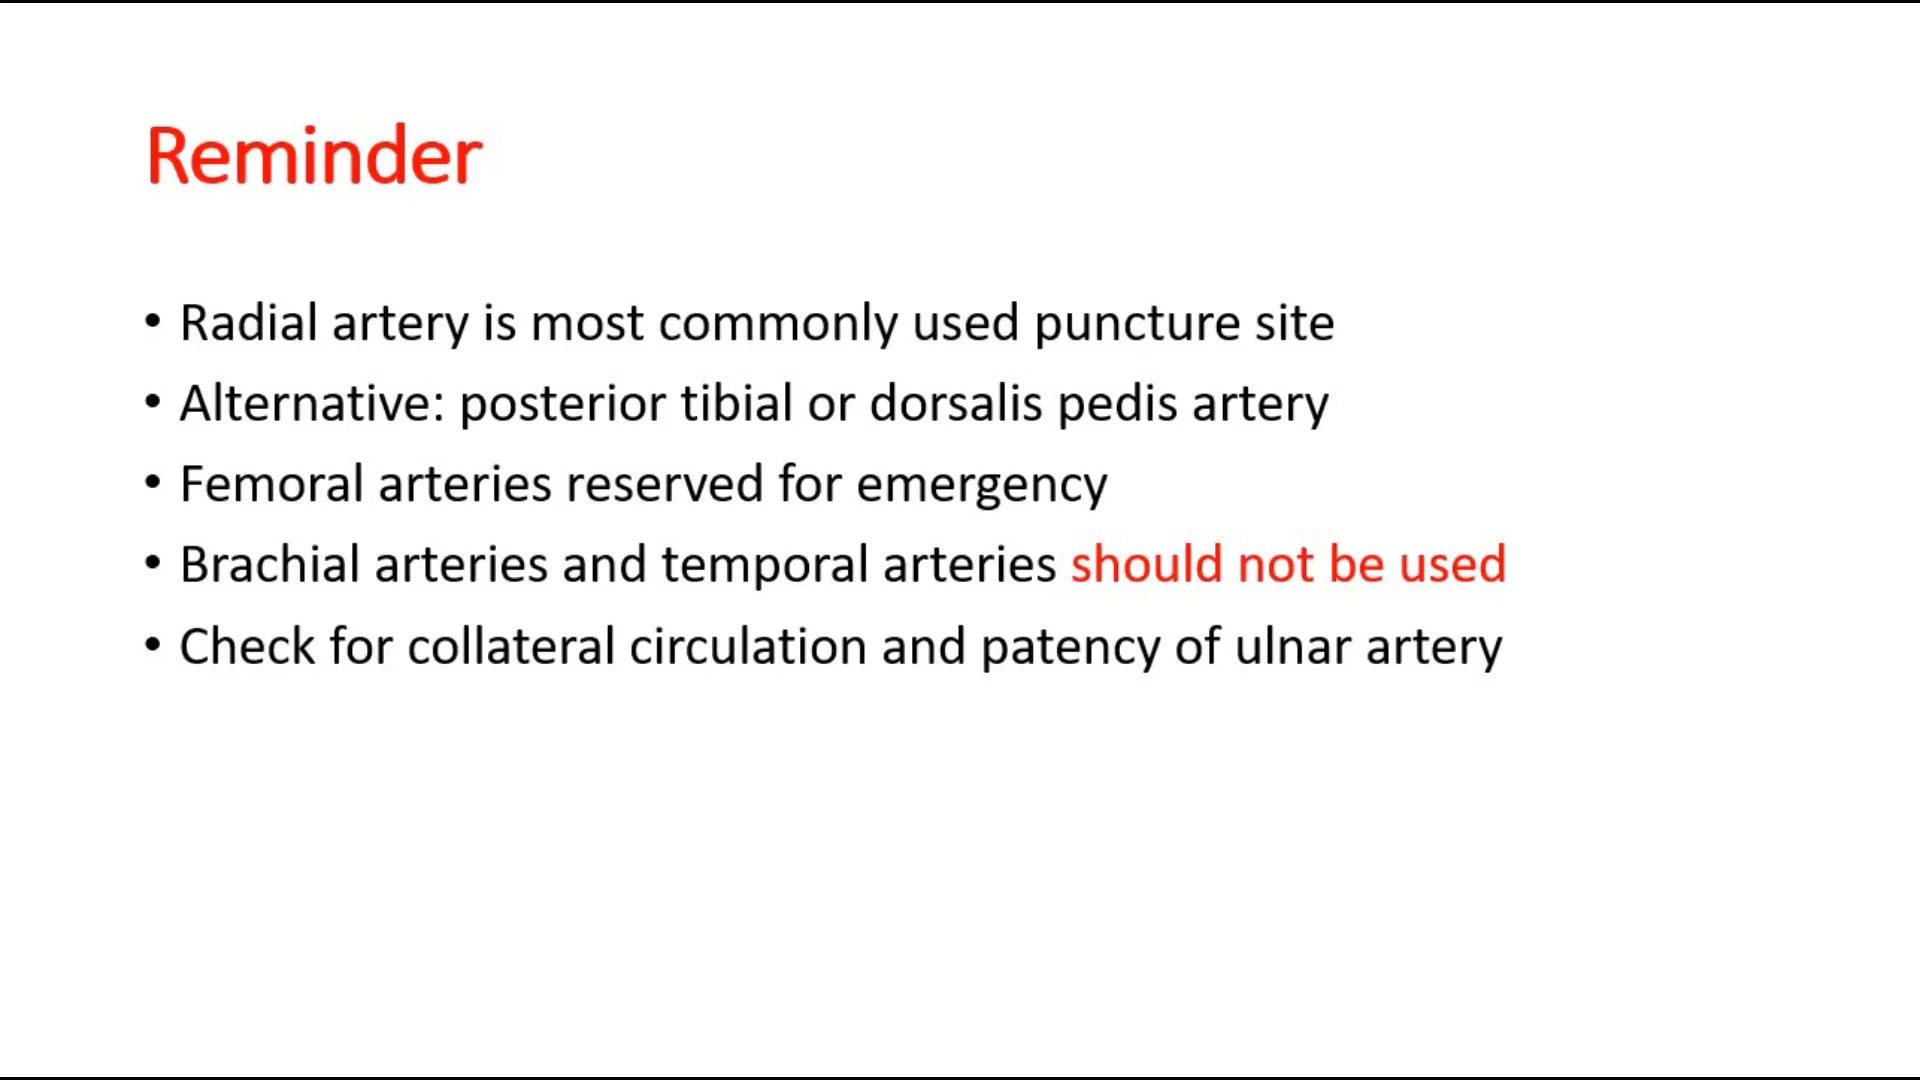 Reminder
• Radial artery is most commonly used puncture site
• Alternative: posterior tibial or dorsalis pedis artery
• Femoral arteries reserved for emergency
• Brachial arteries and temporal arteries should not be used
• Check for collateral circulation and patency of ulnar artery